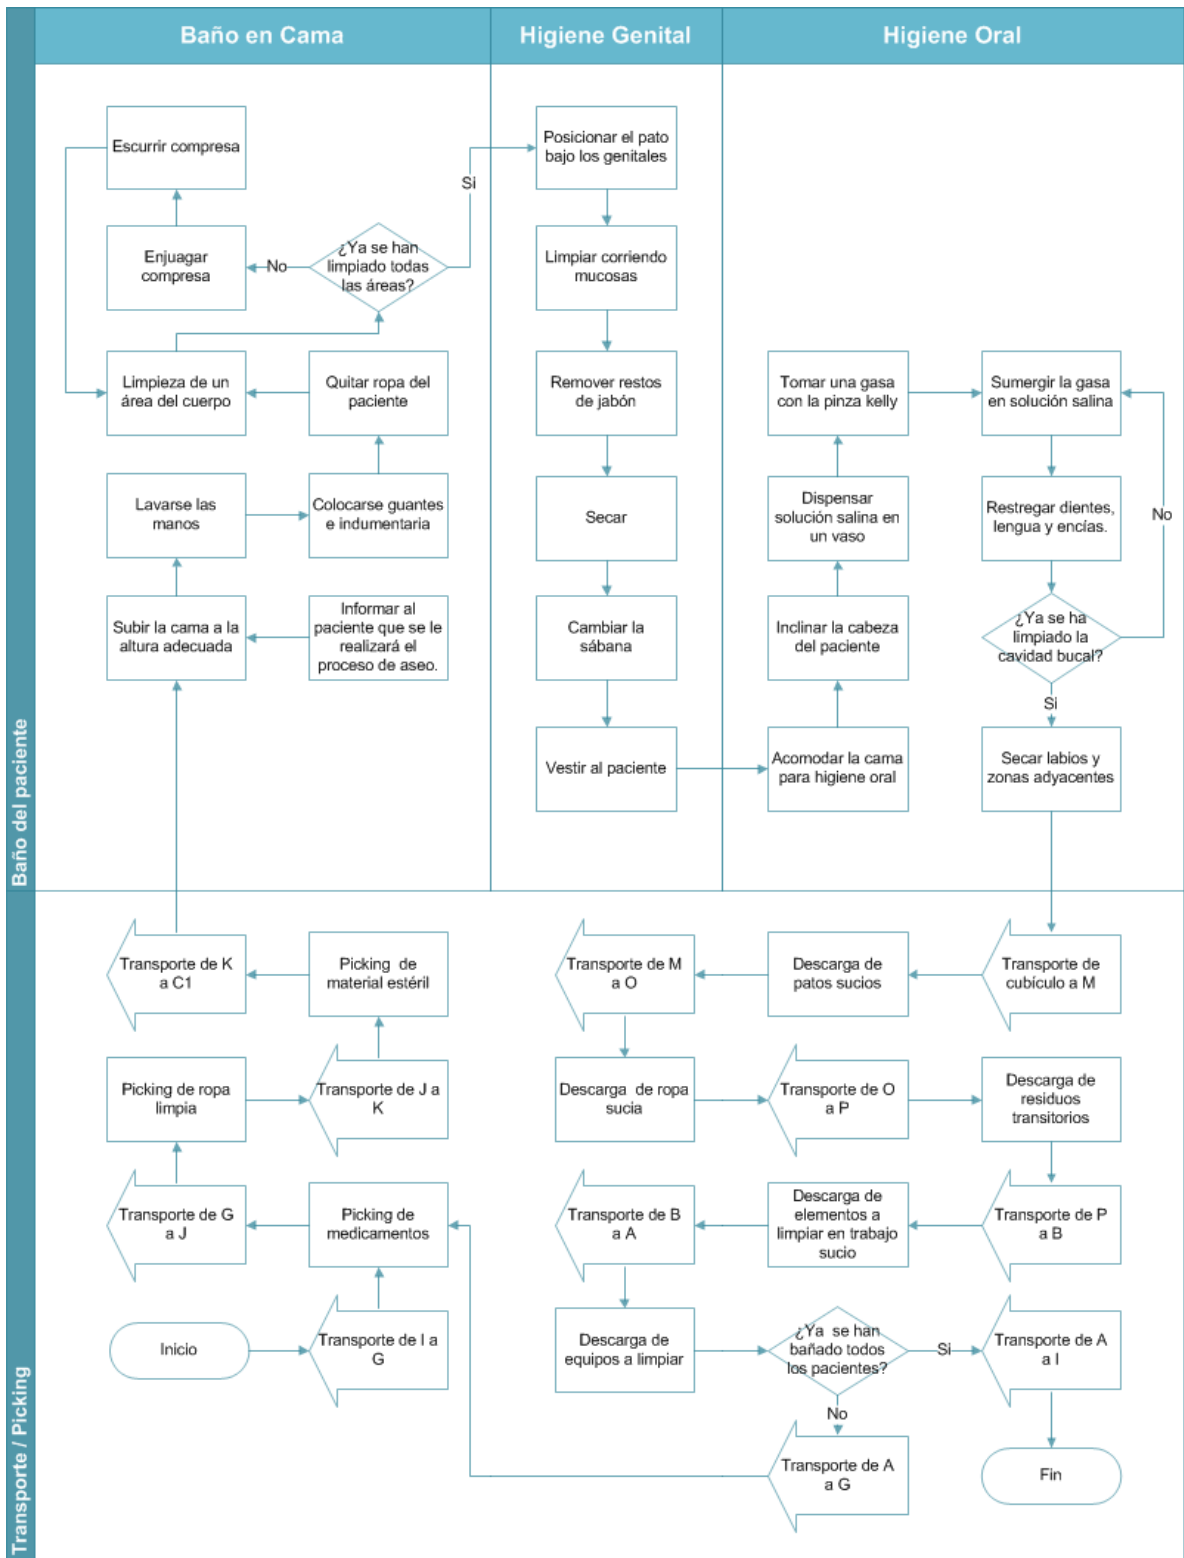 Baño en Cama
Higiene Genital
Higiene Oral
Baño del paciente
Escurrir compresa
Enjuagar
compresa
No
¿Ya se han
limpiado todas
las áreas?
Si
Limpieza de un
área del cuerpo
Quitar ropa del
paciente
Lavarse las
manos
Colocarse guantes
e indumentaria
Subir la cama a la
altura adecuada
Informar al
paciente que se le
realizará el
proceso de aseo.
Posicionar el pato
bajo los genitales
Limpiar corriendo
mucosas
Remover restos
de jabón
Secar
Cambiar la
sábana
Vestir al paciente
Tomar una gasa
con la pinza kelly
Sumergir la gasa
en solución salina
Dispensar
solución salina en
un vaso
Restregar dientes,
lengua y encías.
No
Inclinar la cabeza
del paciente
¿Ya se ha
limpiado la
cavidad bucal?
Si
Acomodar la cama
para higiene oral
Secar labios y
zonas adyacentes
Transporte / Picking
Transporte de K
a C1
Picking de
material estéril
Transporte de M
a O
Descarga de
patos sucios
Transporte de
cubículo a M
Picking de ropa
limpia
Transporte de J a
K
Descarga de ropa
sucia
Transporte de O
a P
Descarga de
residuos
transitorios
Transporte de G
a J
Picking de
medicamentos
Transporte de B
a A
Descarga de
elementos a
limpiar en trabajo
sucio
Transporte de P
a B
Inicio
Transporte de I a
G
Descarga de
equipos a limpiar
¿Ya se han
bañado todos
los pacientes?
Si
Transporte de A
a I
No
Transporte de A
a G
Fin